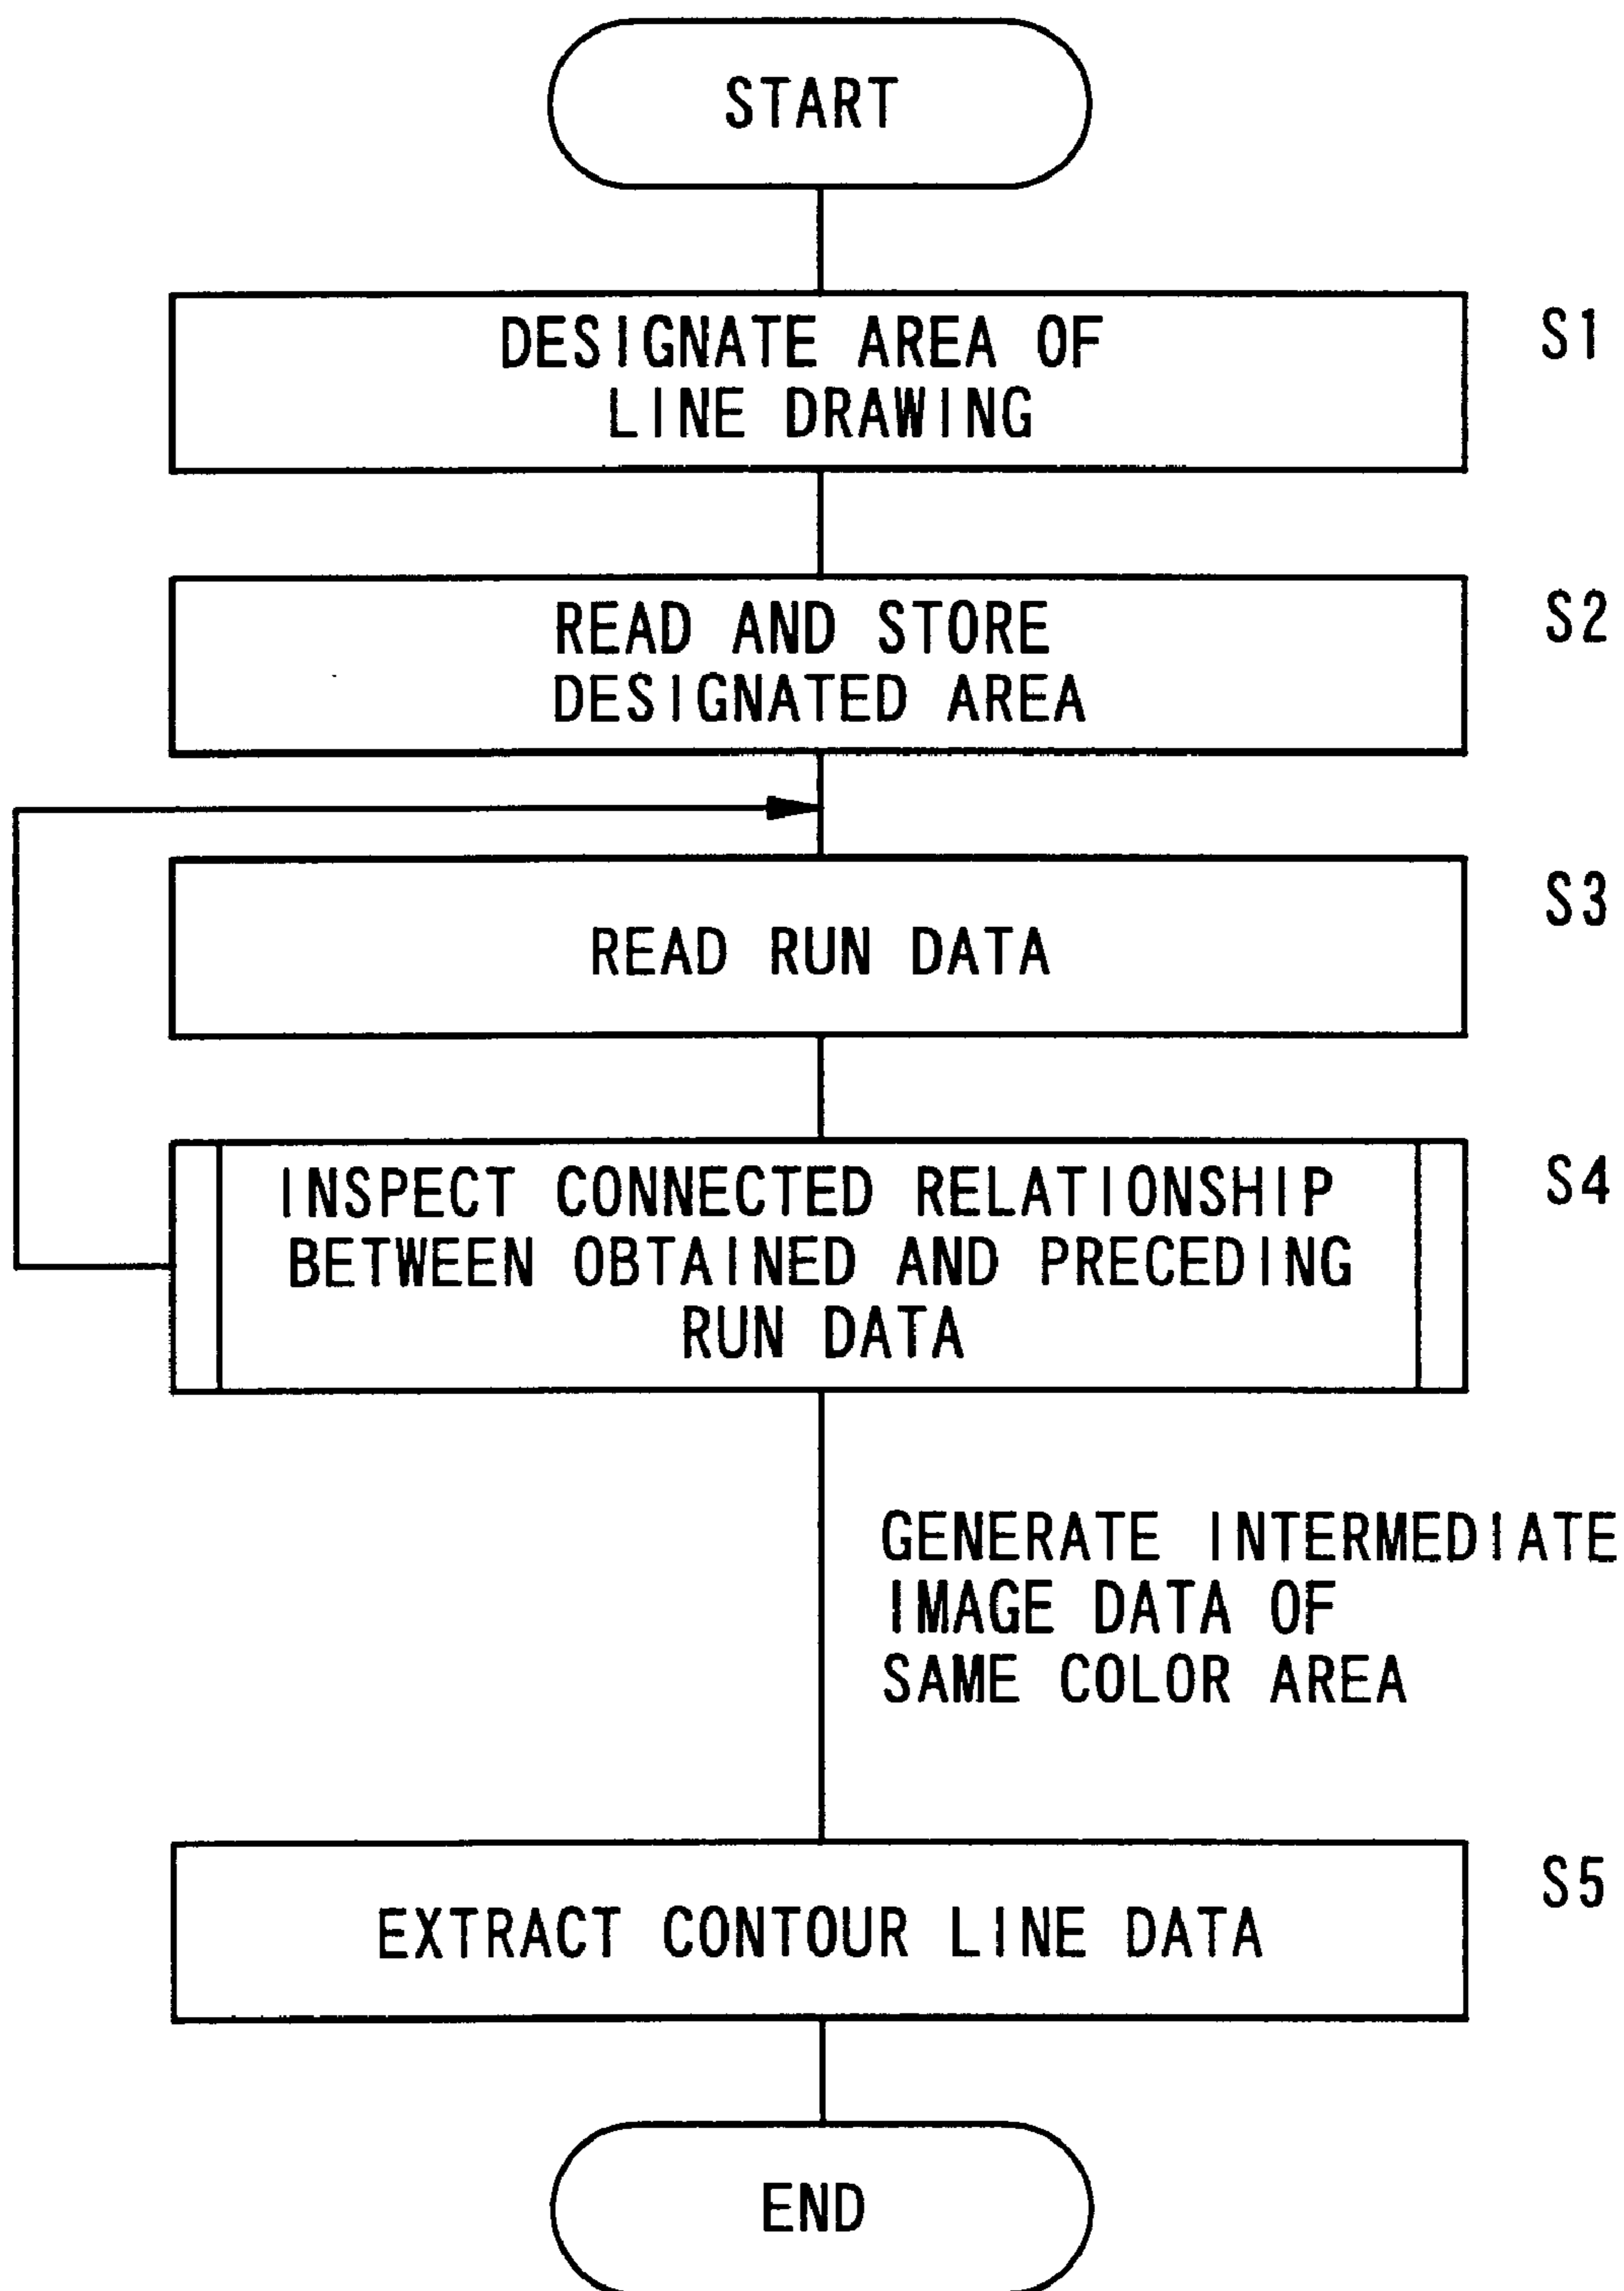 START
DESIGNATE AREA OF
LINE DRAWING
S1
READ AND STORE
DESIGNATED AREA
S2
READ RUN DATA
S3
INSPECT CONNECTED RELATIONSHIP
BETWEEN OBTAINED AND PRECEDING
RUN DATA
S4
GENERATE INTERMEDIATE
IMAGE DATA OF
SAME COLOR AREA
EXTRACT CONTOUR LINE DATA
S5
END